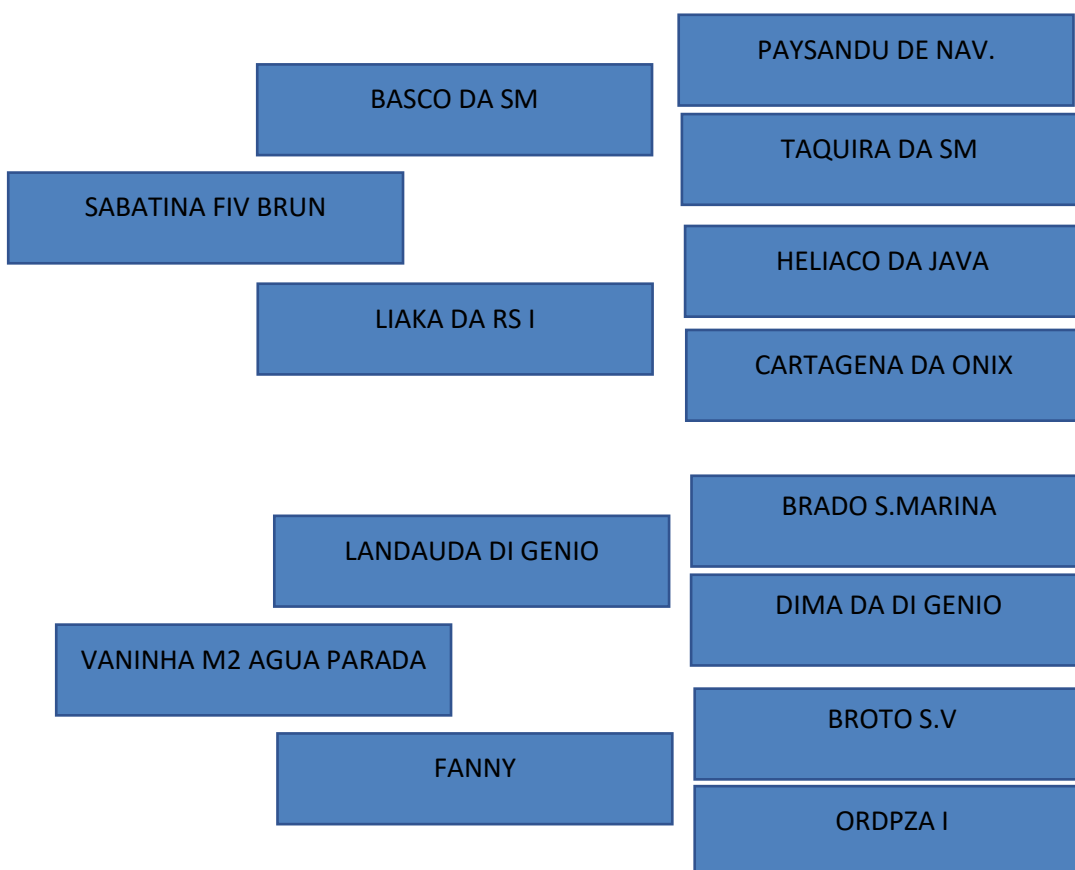 PAYSANDU DE NAV.
BASCO DA SM
TAQUIRA DA SM
SABATINA FIV BRUN
HELIACO DA JAVA
LIAKA DA RS I
CARTAGENA DA ONIX
BRADO S.MARINA
LANDAUDA DI GENIO
DIMA DA DI GENIO
VANINHA M2 AGUA PARADA
BROTO S.V
FANNY
ORDPZA I